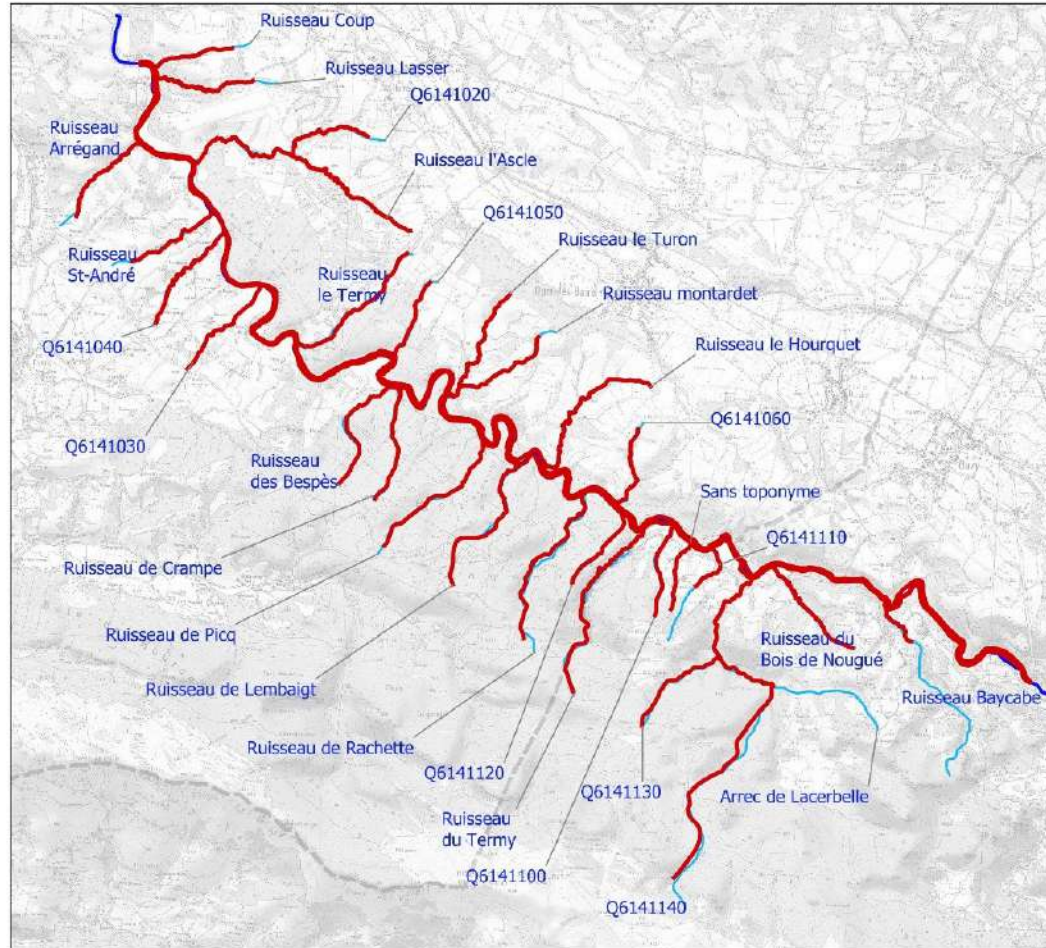 Ruisseau Coup
Ruisseau Lasser
Q6141020
Ruisseau
Arrégand
Ruisseau l'Ascle
Q6141050
Ruisseau le Turon
Ruisseau
St-André
Ruisseau
le Termy
Ruisseau montardet
Q6141040
Ruisseau le Hourquet
Q6141030
Q6141060
Ruisseau
des Bespès
Sans toponyme
Q6141110
Ruisseau de Crampe
Ruisseau de Picq
Ruisseau du
Bois de Nougué
Ruisseau de Lembaigt
Ruisseau Baycabe
Ruisseau de Rachette
Q6141120
Q6141130
Arrec de Lacerbelle
Ruisseau
du Termy
Q6141100
Q6141140